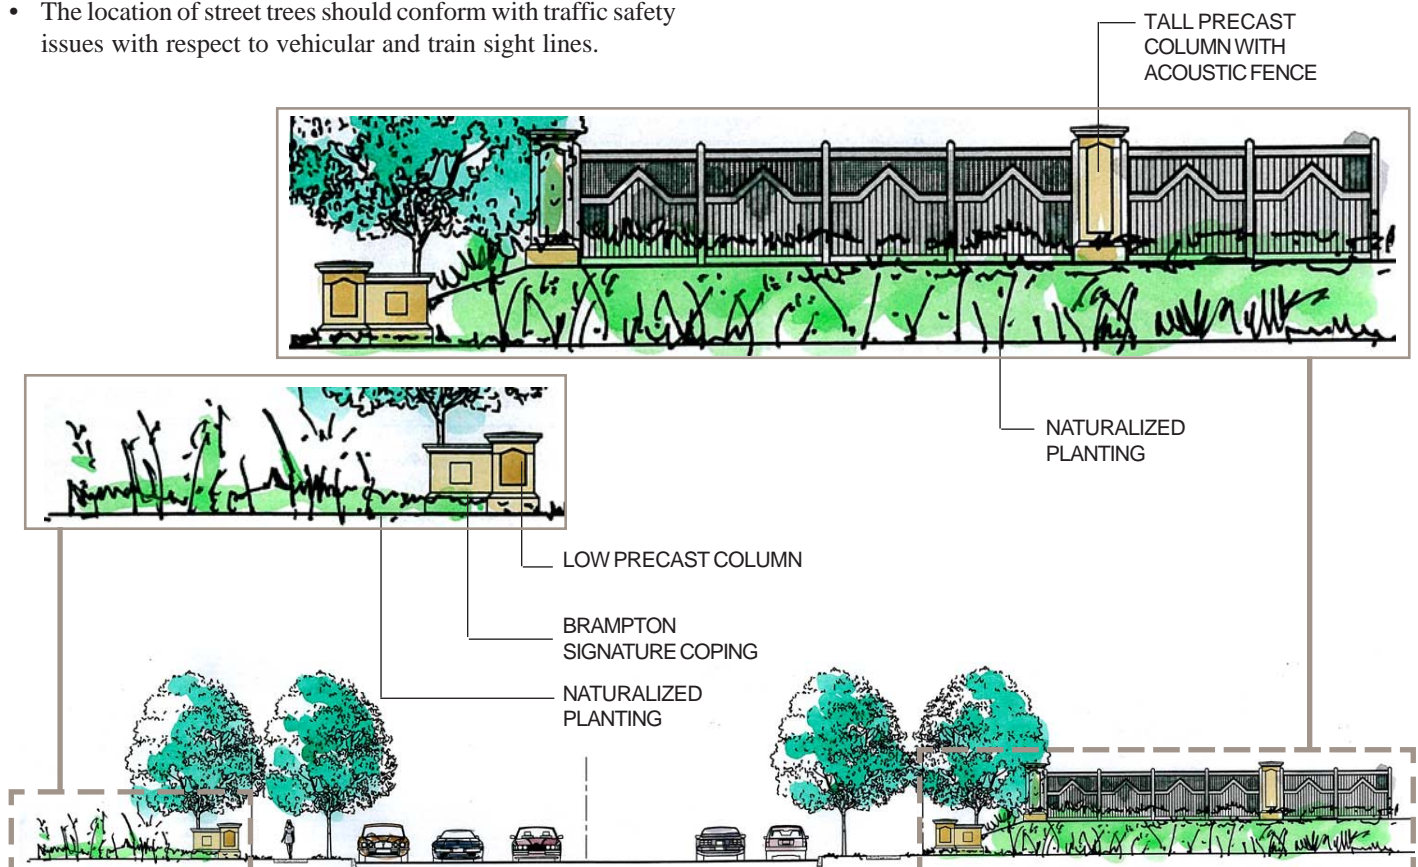 • The location of street trees should conform with traffic safety
issues with respect to vehicular and train sight lines.
TALL PRECAST
COLUMN WITH
ACOUSTIC FENCE
NATURALIZED
PLANTING
LOW PRECAST COLUMN
BRAMPTON
SIGNATURE COPING
NATURALIZED
PLANTING